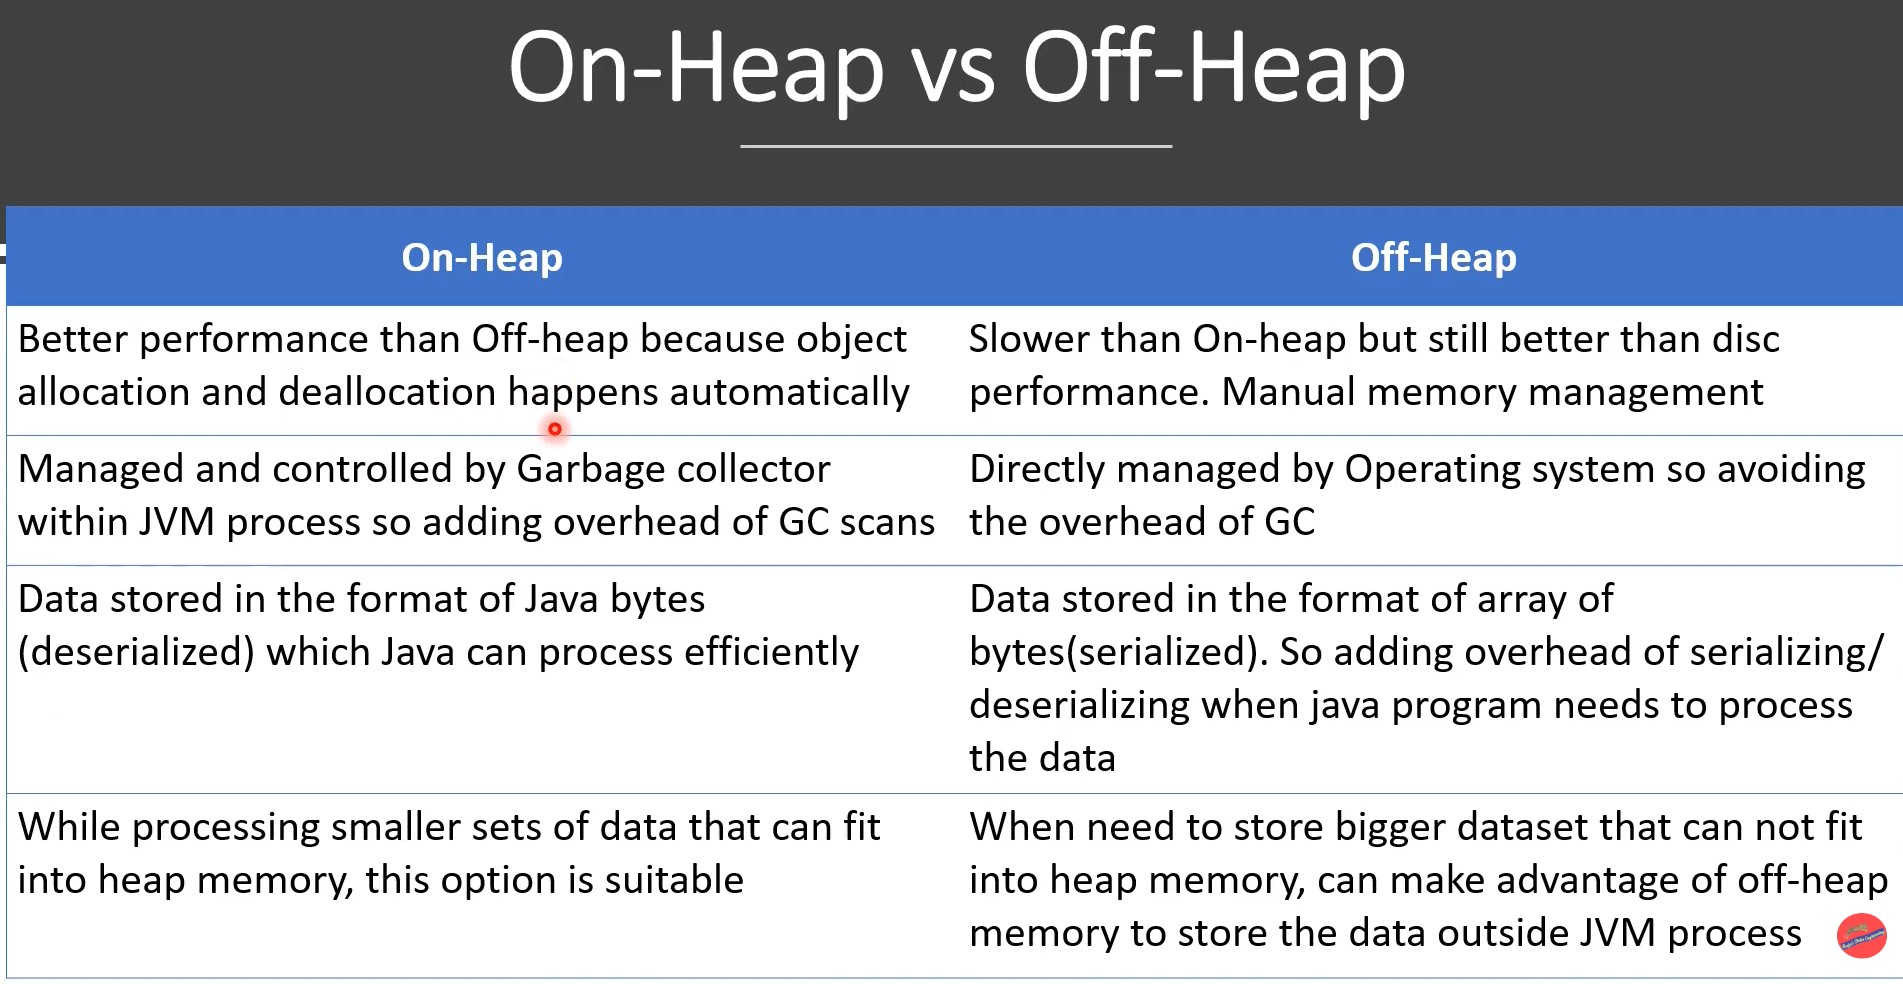 On-Heap vs Off-Heap
On-Heap
Off-Heap
Better performance than Off-heap because object
allocation and deallocation happens automatically
Slower than On-heap but still better than disc
performance. Manual memory management
Managed and controlled by Garbage collector
within JVM process so adding overhead of GC scans
Directly managed by Operating system so avoiding
the overhead of GC
Data stored in the format of Java bytes
(deserialized) which Java can process efficiently
Data stored in the format of array of
bytes(serialized). So adding overhead of serializing/
deserializing when java program needs to process
the data
While processing smaller sets of data that can fit
into heap memory, this option is suitable
When need to store bigger dataset that can not fit
into heap memory, can make advantage of off-heap
memory to store the data outside JVM process